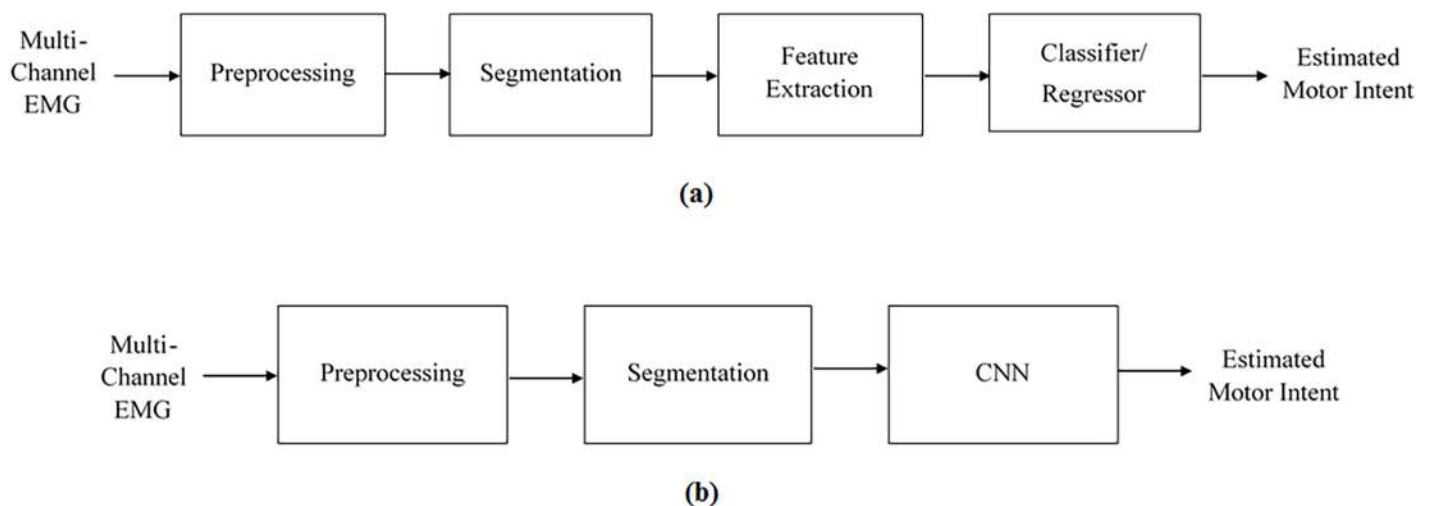 Multi-
Channel
EMG
Preprocessing
Segmentation
Feature
Extraction
Classifier/
Regressor
Estimated
Motor Intent
(a)
Multi-
Channel
EMG
Preprocessing
Segmentation
CNN
Estimated
Motor Intent
(b)